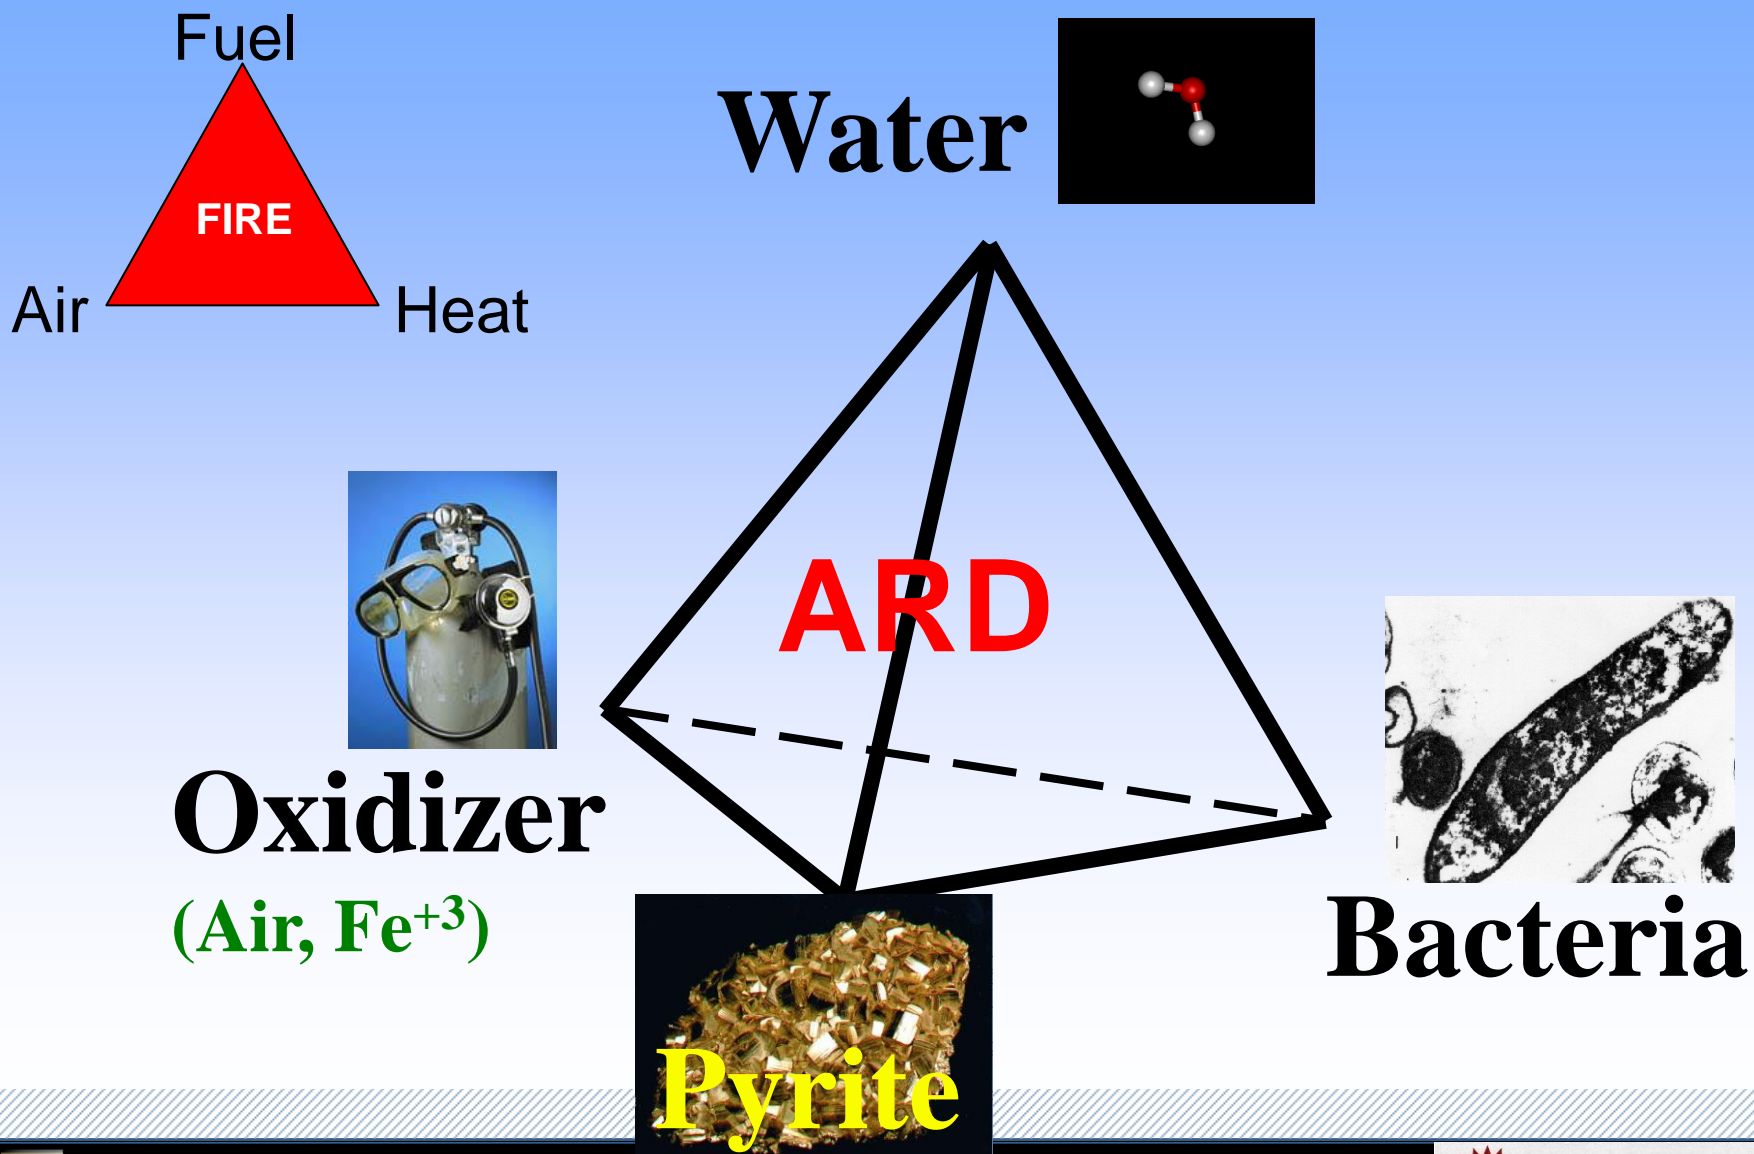 Fuel
FIRE
Air
Heat
Water
ARD
Oxidizer
(Air, Fe+3)
Bacteria
Pyrite